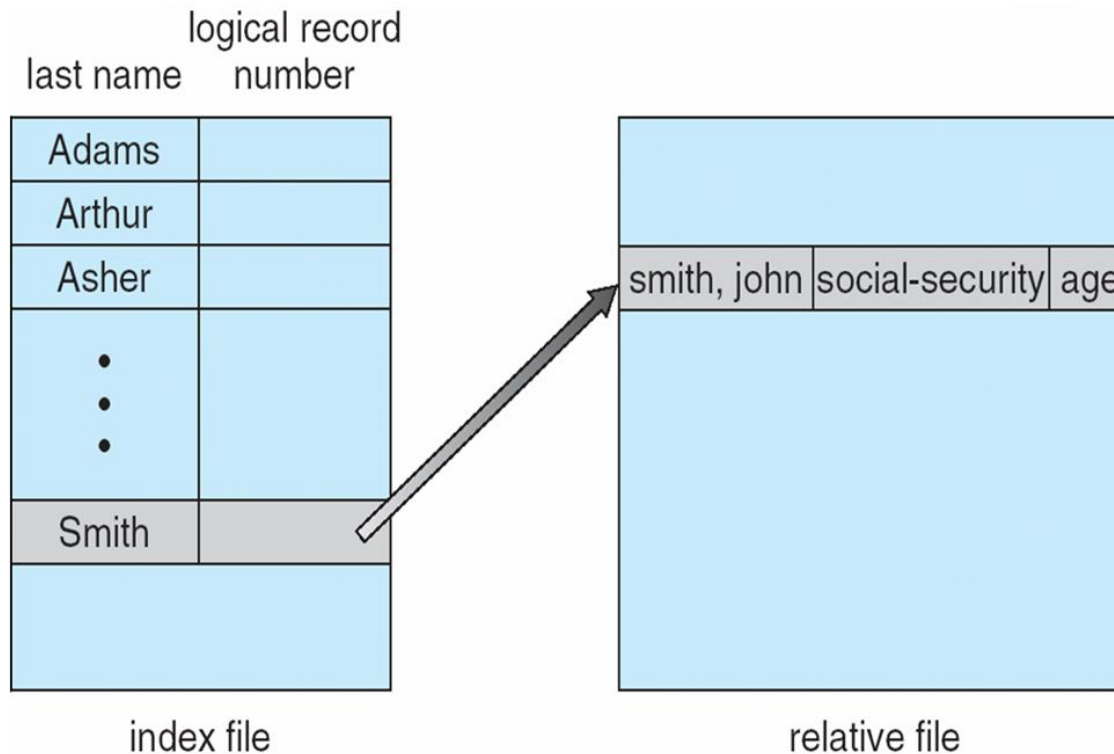 logical record
last name number
Adams
Arthur
Asher
Smith
smith, john social-security age
index file relative file